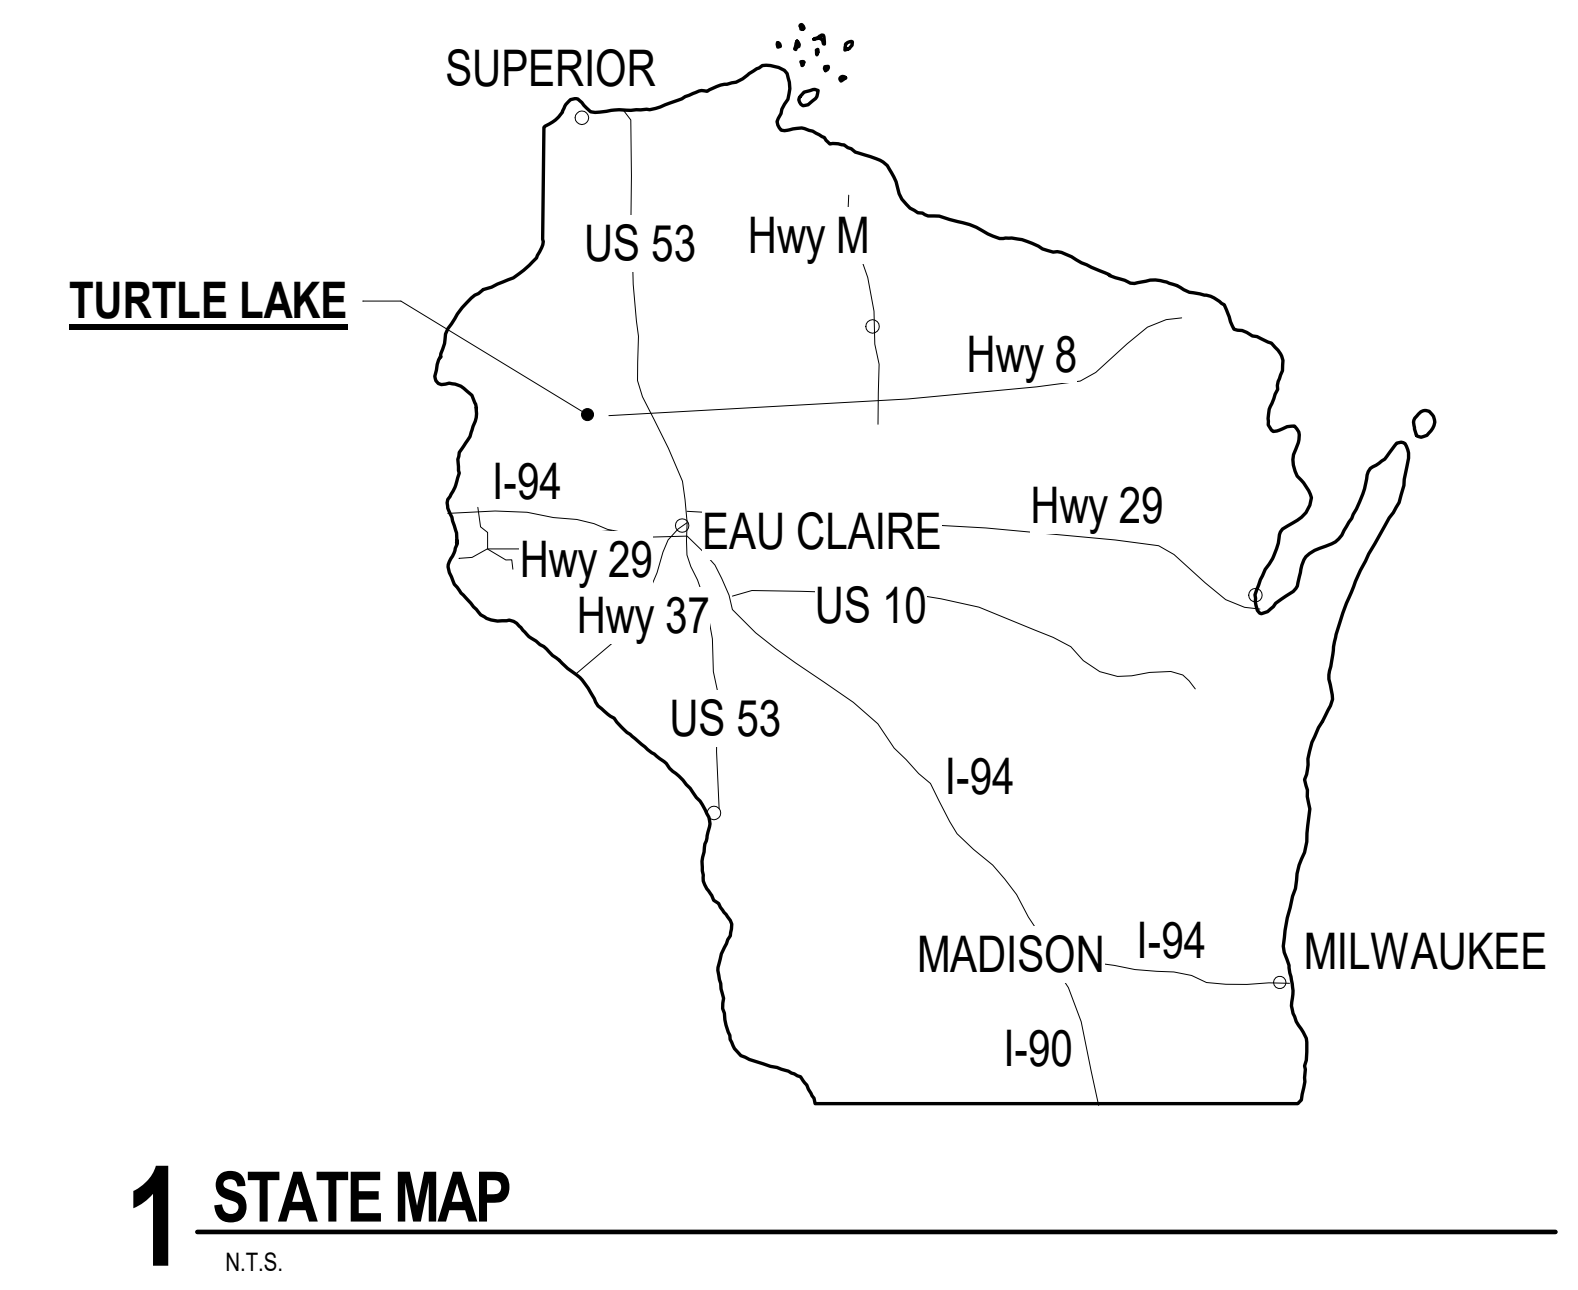 SUPERIOR
US 53
Hwy M
TURTLE LAKE
Hwy 8
I-94
Hwy 29
EAU CLAIRE
Hwy 29
Hwy 37
US 10
US 53
I-94
MADISON
I-94
MILWAUKEE
I-90
1 STATE MAP
N.T.S.